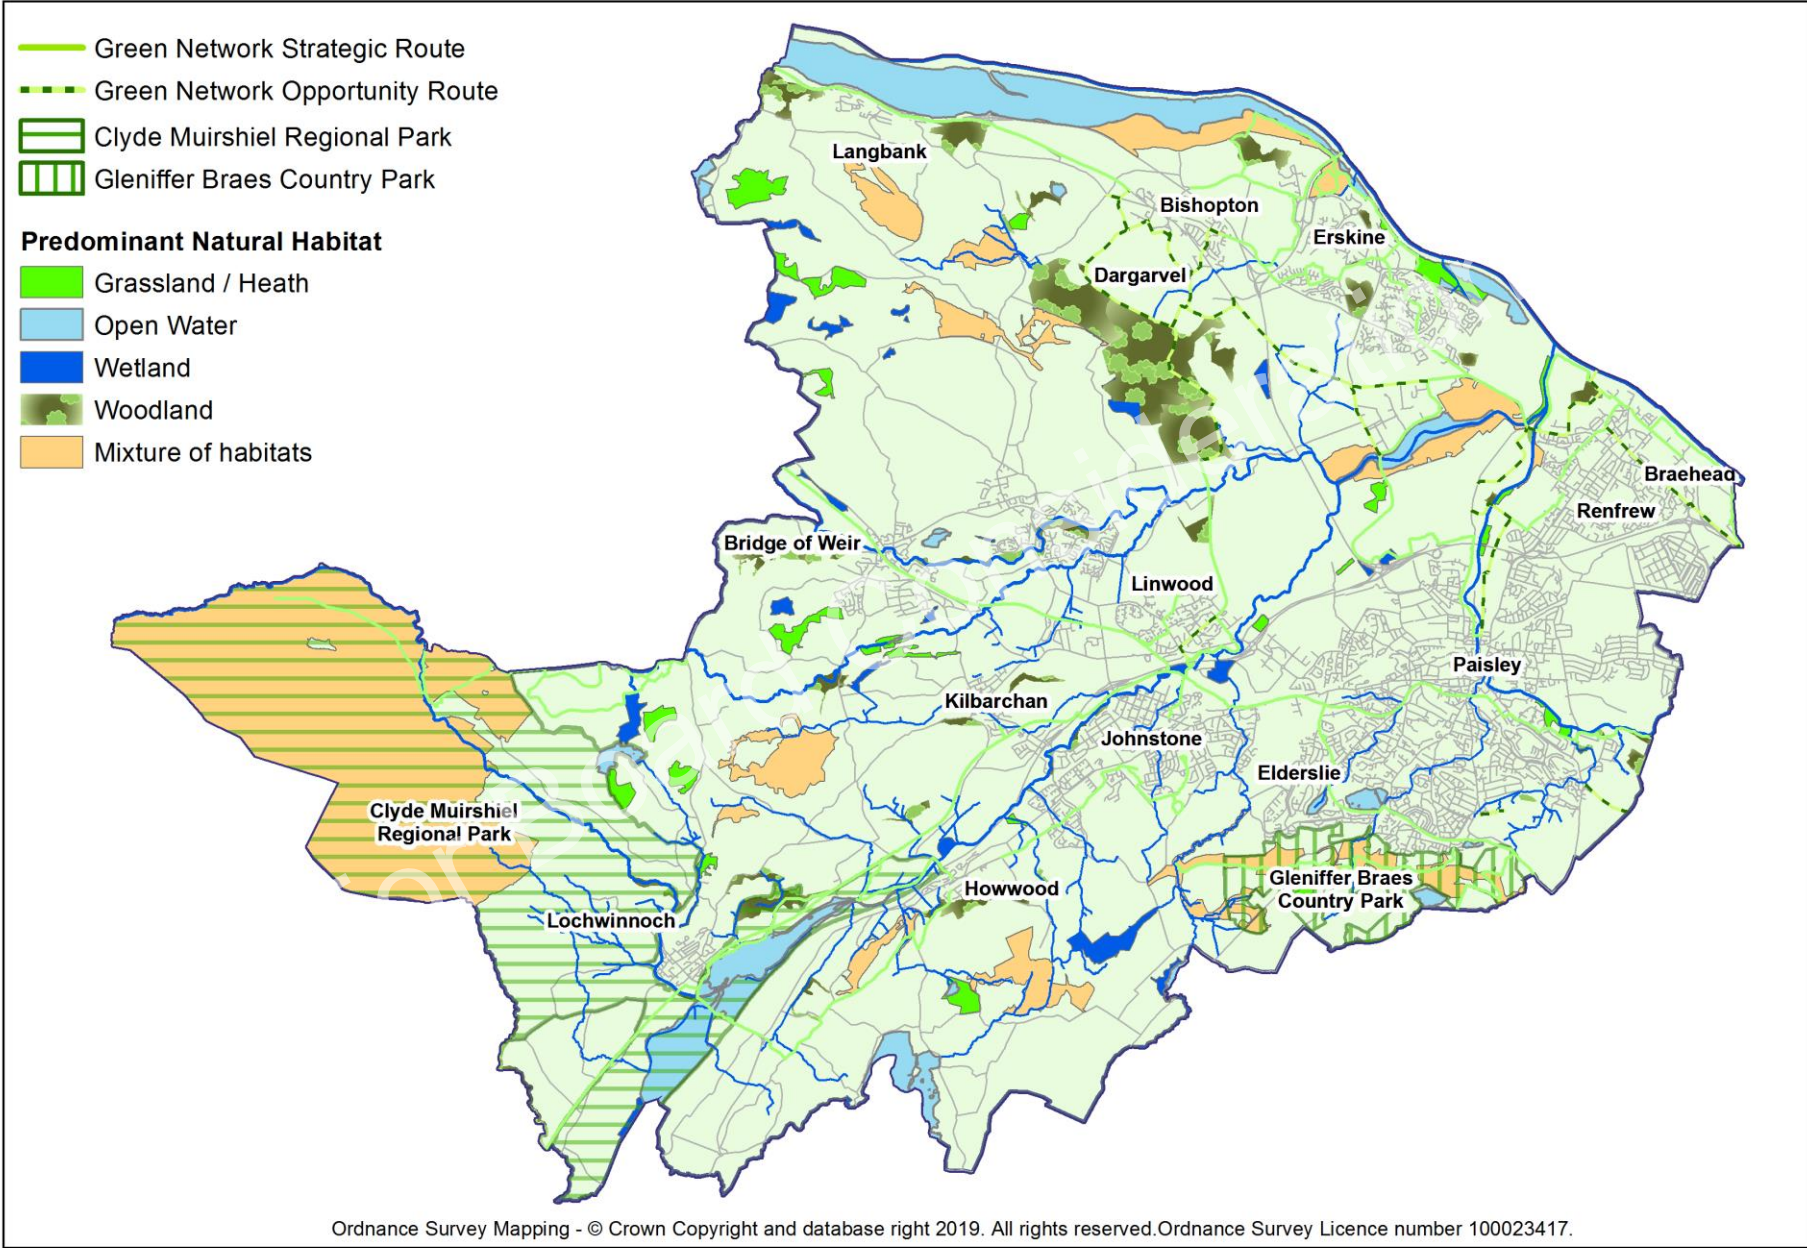 Green Network Strategic Route
Green Network Opportunity Route
Clyde Muirshiel Regional Park
Gleniffer Braes Country Park
Predominant Natural Habitat
Grassland / Heath
Open Water
Wetland
Woodland
Mixture of habitats
Langbank
Bishopton
Erskine
Dargarvel
Braehead
Renfrew
Bridge of Weir
Linwood
Paisley
Kilbarchan
Johnstone
Elderslie
Clyde Muirshiel
Regional Park
Howwood
Gleniffer Braes
Country Park
Lochwinnoch
For Board Consideration
Ordnance Survey Mapping - © Crown Copyright and database right 2019. All rights reserved.Ordnance Survey Licence number 100023417.